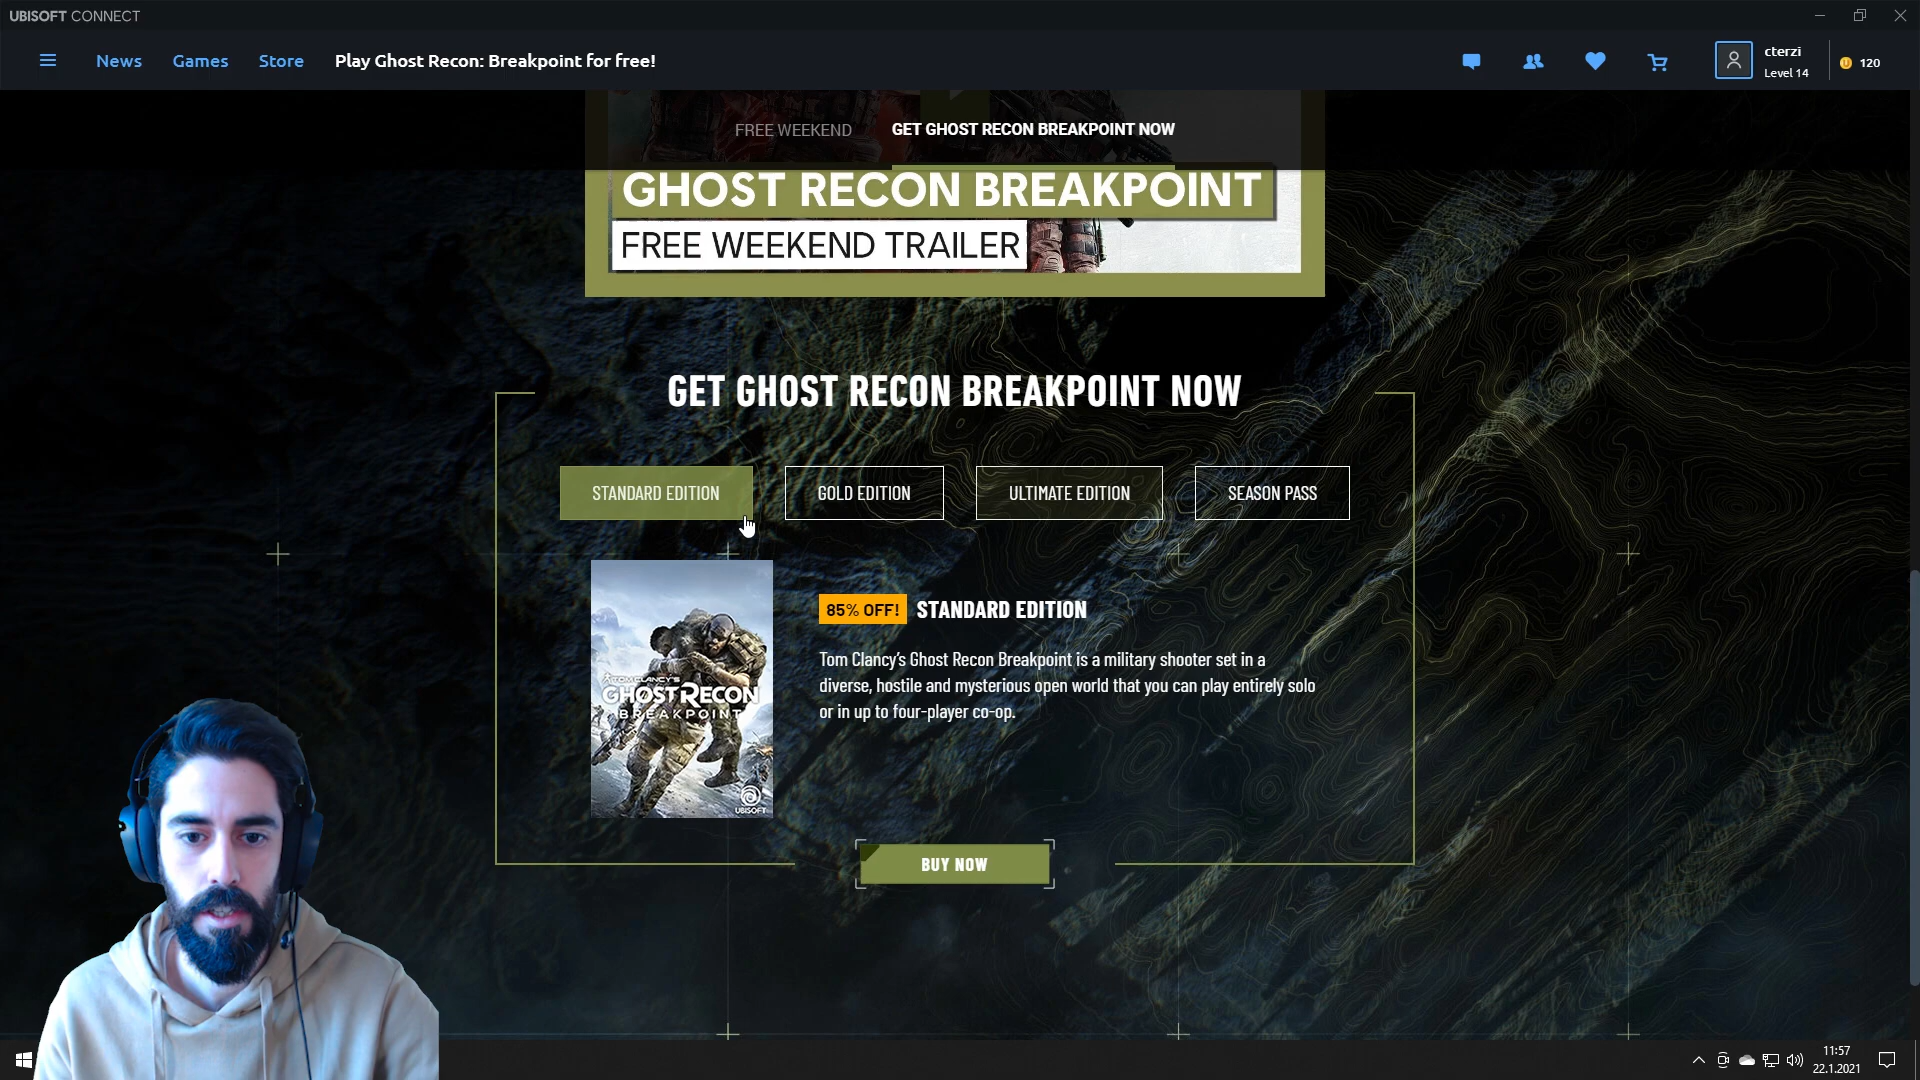 UBISOFT CONNECT
News Games Store Play Ghost Recon: Breakpoint for free!
cterzi
Level 14
120
FREE WEEKEND GET GHOST RECON BREAKPOINT NOW
GHOST RECON BREAKPOINT
FREE WEEKEND TRAILER
GET GHOST RECON BREAKPOINT NOW
STANDARD EDITION GOLD EDITION ULTIMATE EDITION SEASON PASS
TOM CLANCY'S
GHOST RECON
BREAKPOINT
UBISOFT
85% OFF! STANDARD EDITION
Tom Clancy’s Ghost Recon Breakpoint is a military shooter set in a
diverse, hostile and mysterious open world that you can play entirely solo
or in up to four-player co-op.
BUY NOW
11:57
22.1.2021